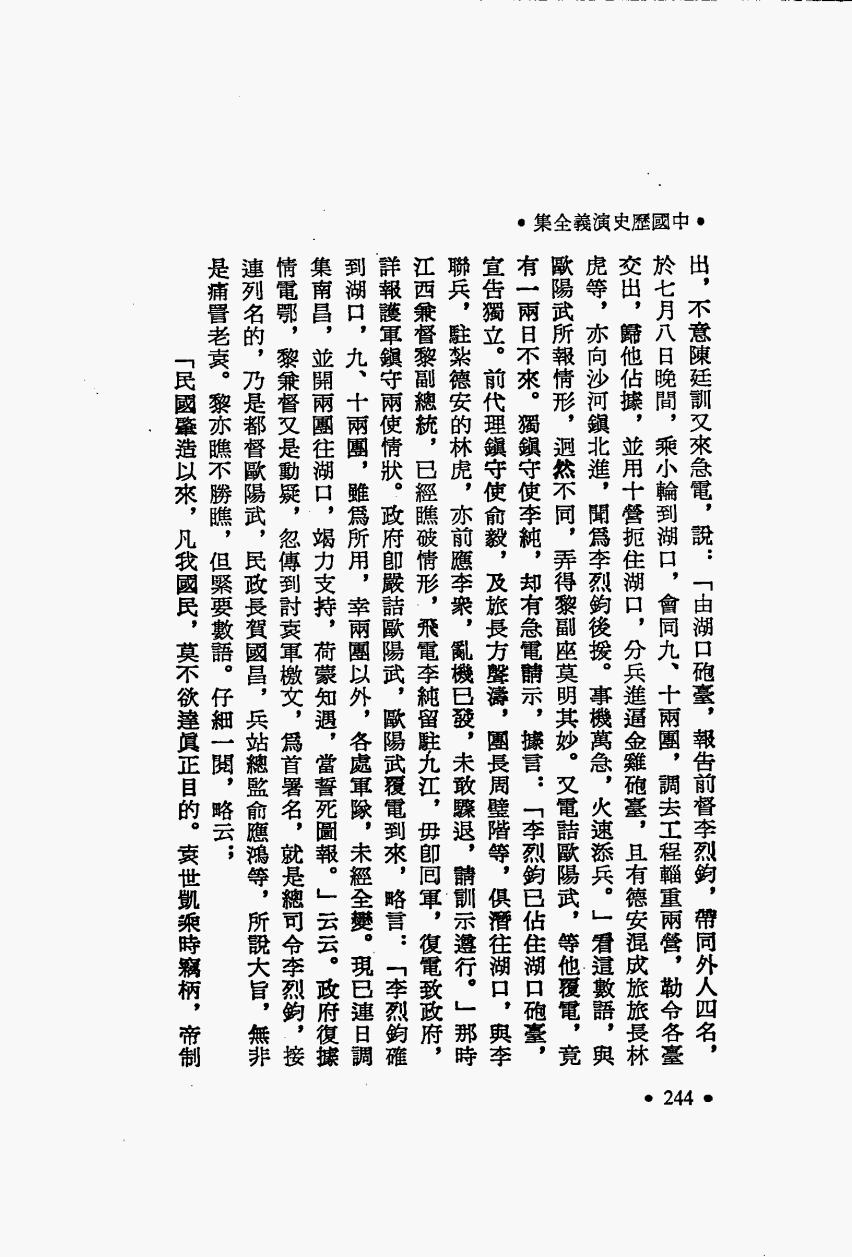 •中國歷史演義全集•
出，不意陳廷訓又來急電，說：「由湖口砲臺，報告前督李烈鈞，帶同外人四名，
於七月八日晚間，乘小輪到湖口，會同九、十兩團，調去工程輜重兩營，勒令各臺
交出，歸他佔據，並用十營扼住湖口，分兵進逼金雞砲臺，且有德安混成旅旅長林
虎等，亦向沙河鎮北進，聞爲李烈鈞後援。事機萬急，火速添兵。」看這數語，與
歐陽武所報情形，迥然不同，弄得黎副座莫明其妙。又電詰歐陽武，等他覆電，竟
有一兩日不來。獨鎮守使李純，却有急電請示，據言：「李烈鈞已佔住湖口砲臺，
宣告獨立。前代理鎮守使俞毅，及旅長方聲濤，團長周璧階等，俱潛往湖口，與李
聯兵，駐紮德安的林虎，亦前應李衆，亂機已發，未敢驟退，請訓示遵行。」那時
江西兼督黎副總統，已經瞧破情形，飛電李純留駐九江，毋卽囘軍，復電致政府，
詳報護軍鎮守兩使情狀。政府卽嚴詰歐陽武，歐陽武覆電到來，略言：「李烈鈞確
到湖口，九、十兩團，雖爲所用，幸兩團以外，各處軍隊，未經全變。現已連日調
集南昌，並開兩團往湖口，竭力支持，荷蒙知遇，當誓死圖報。」云云。政府復據
情電鄂，黎兼督又是動疑，忽傳到討袁軍檄文，爲首署名，就是總司令李烈鈞，接
連列名的，乃是都督歐陽武，民政長賀國昌，兵站總監俞應鴻等，所說大旨，無非
是痛詈老袁。黎亦瞧不勝瞧，但緊要數語。仔細一閱，略云；
「民國肇造以來，凡我國民，莫不欲達眞正目的。袁世凱乘時竊柄，帝制
•244•